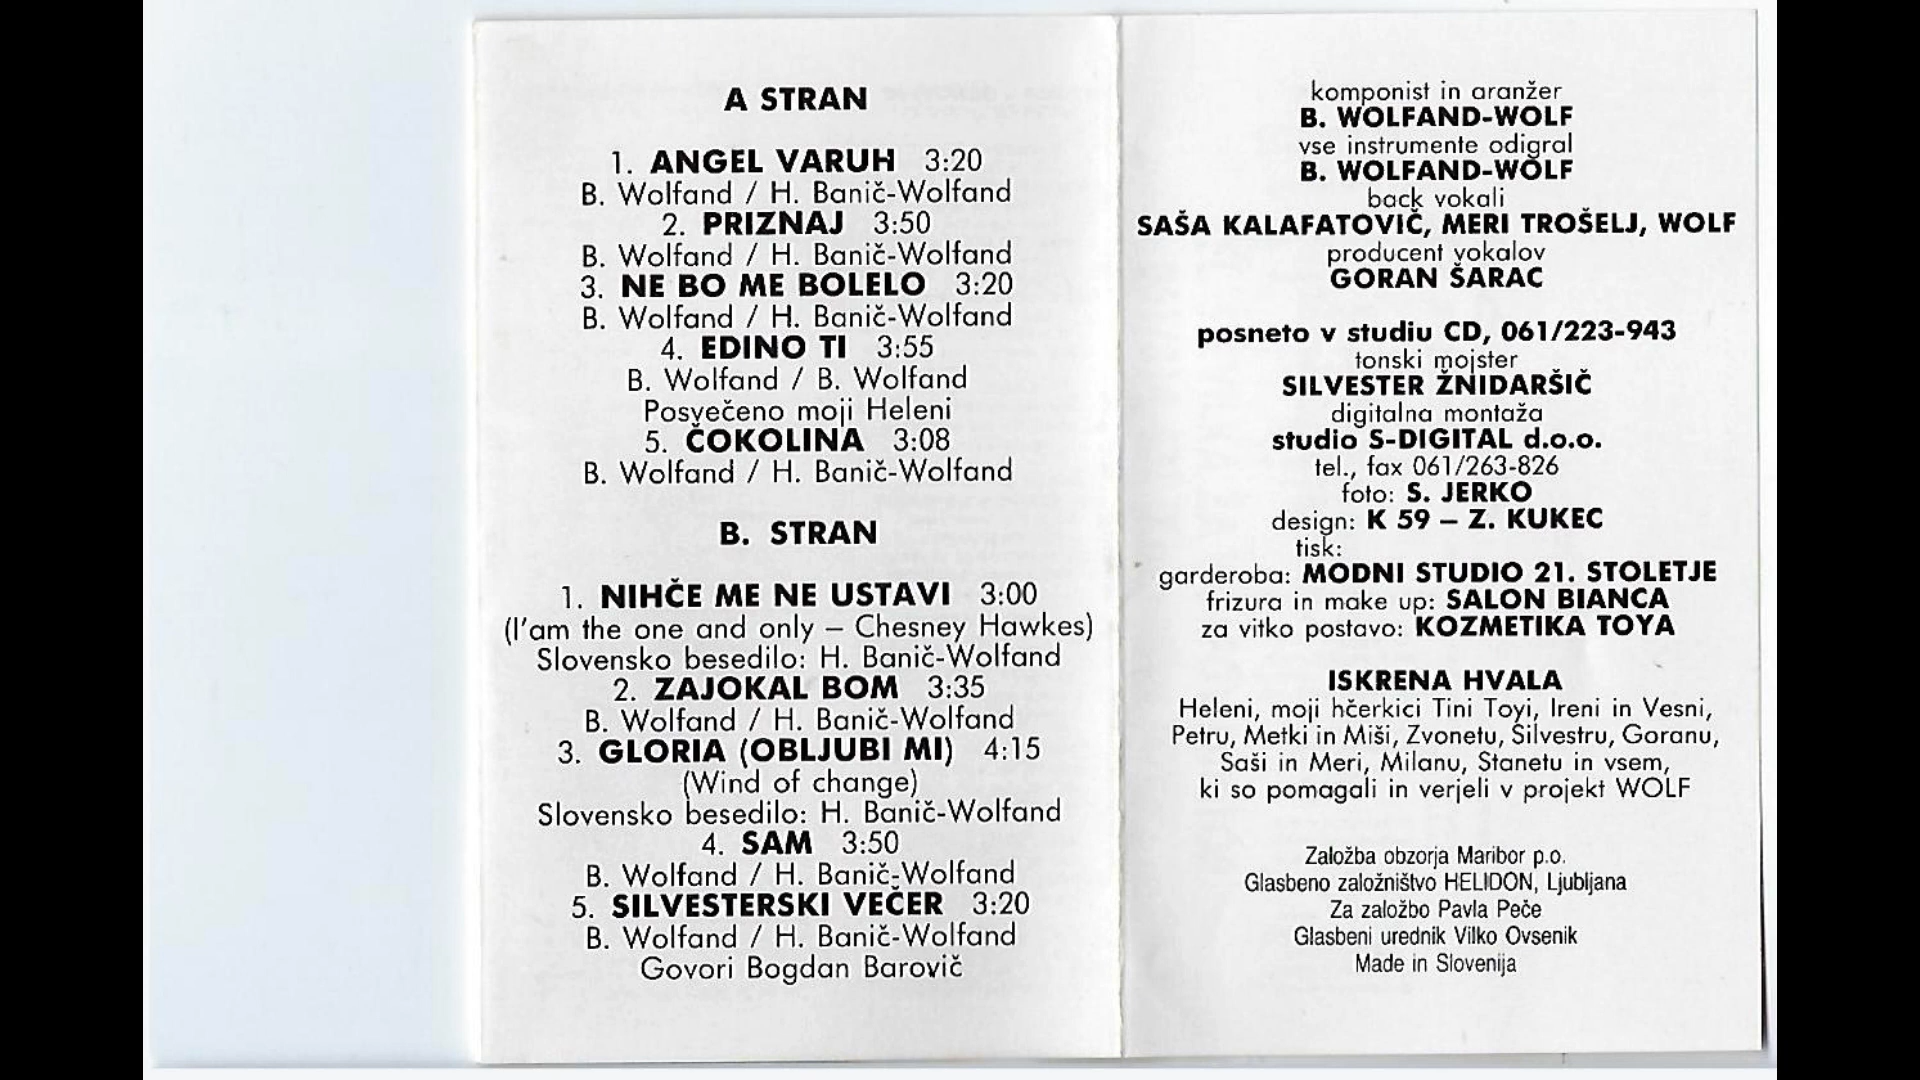 A STRAN
1. ANGEL VARUH 3:20
B. Wolfand / H. Banič-Wolfand
2. PRIZNAJ 3:50
B. Wolfand / H. Banič-Wolfand
3. NE BO ME BOLELO 3:20
B. Wolfand / H. Banič-Wolfand
4. EDINO TI 3:55
B. Wolfand / B. Wolfand
Posvečeno moji Heleni
5. ČOKOLINA 3:08
B. Wolfand / H. Banič-Wolfand
B. STRAN
1. NIHČE ME NE USTAVI 3:00
(I'am the one and only – Chesney Hawkes)
Slovensko besedilo: H. Banič-Wolfand
2. ZAJOKAL BOM 3:35
B. Wolfand / H. Banič-Wolfand
3. GLORIA (OBLJUBI MI) 4:15
(Wind of change)
Slovensko besedilo: H. Banič-Wolfand
4. SAM 3:50
B. Wolfand / H. Banič-Wolfand
5. SILVESTERSKI VEČER 3:20
B. Wolfand / H. Banič-Wolfand
Govori Bogdan Barovič
komponist in aranžer
B. WOLFAND-WOLF
vse instrumente odigral
B. WOLFAND-WOLF
back vokali
SAŠA KALAFATOVIČ, MERI TROŠELJ, WOLF
producent vokalov
GORAN ŠARAC
posneto v studiu CD, 061/223-943
tonski mojster
SILVESTER ŽNIDARŠIČ
digitalna montaža
studio S-DIGITAL d.o.o.
tel., fax 061/263-826
foto: S. JERKO
design: K 59 – Z. KUKEC
tisk:
garderoba: MODNI STUDIO 21. STOLETJE
frizura in make up: SALON BIANCA
za vitko postavo: KOZMETIKA TOYA
ISKRENA HVALA
Heleni, moji hčerkici Tini Toyi, Ireni in Vesni,
Petru, Metki in Miši, Zvonetu, Silvestru, Goranu,
Saši in Meri, Milanu, Stanetu in vsem,
ki so pomagali in verjeli v projekt WOLF
Založba obzorja Maribor p.o.
Glasbeno založništvo HELIDON, Ljubljana
Za založbo Pavla Peče
Glasbeni urednik Vilko Ovsenik
Made in Slovenija